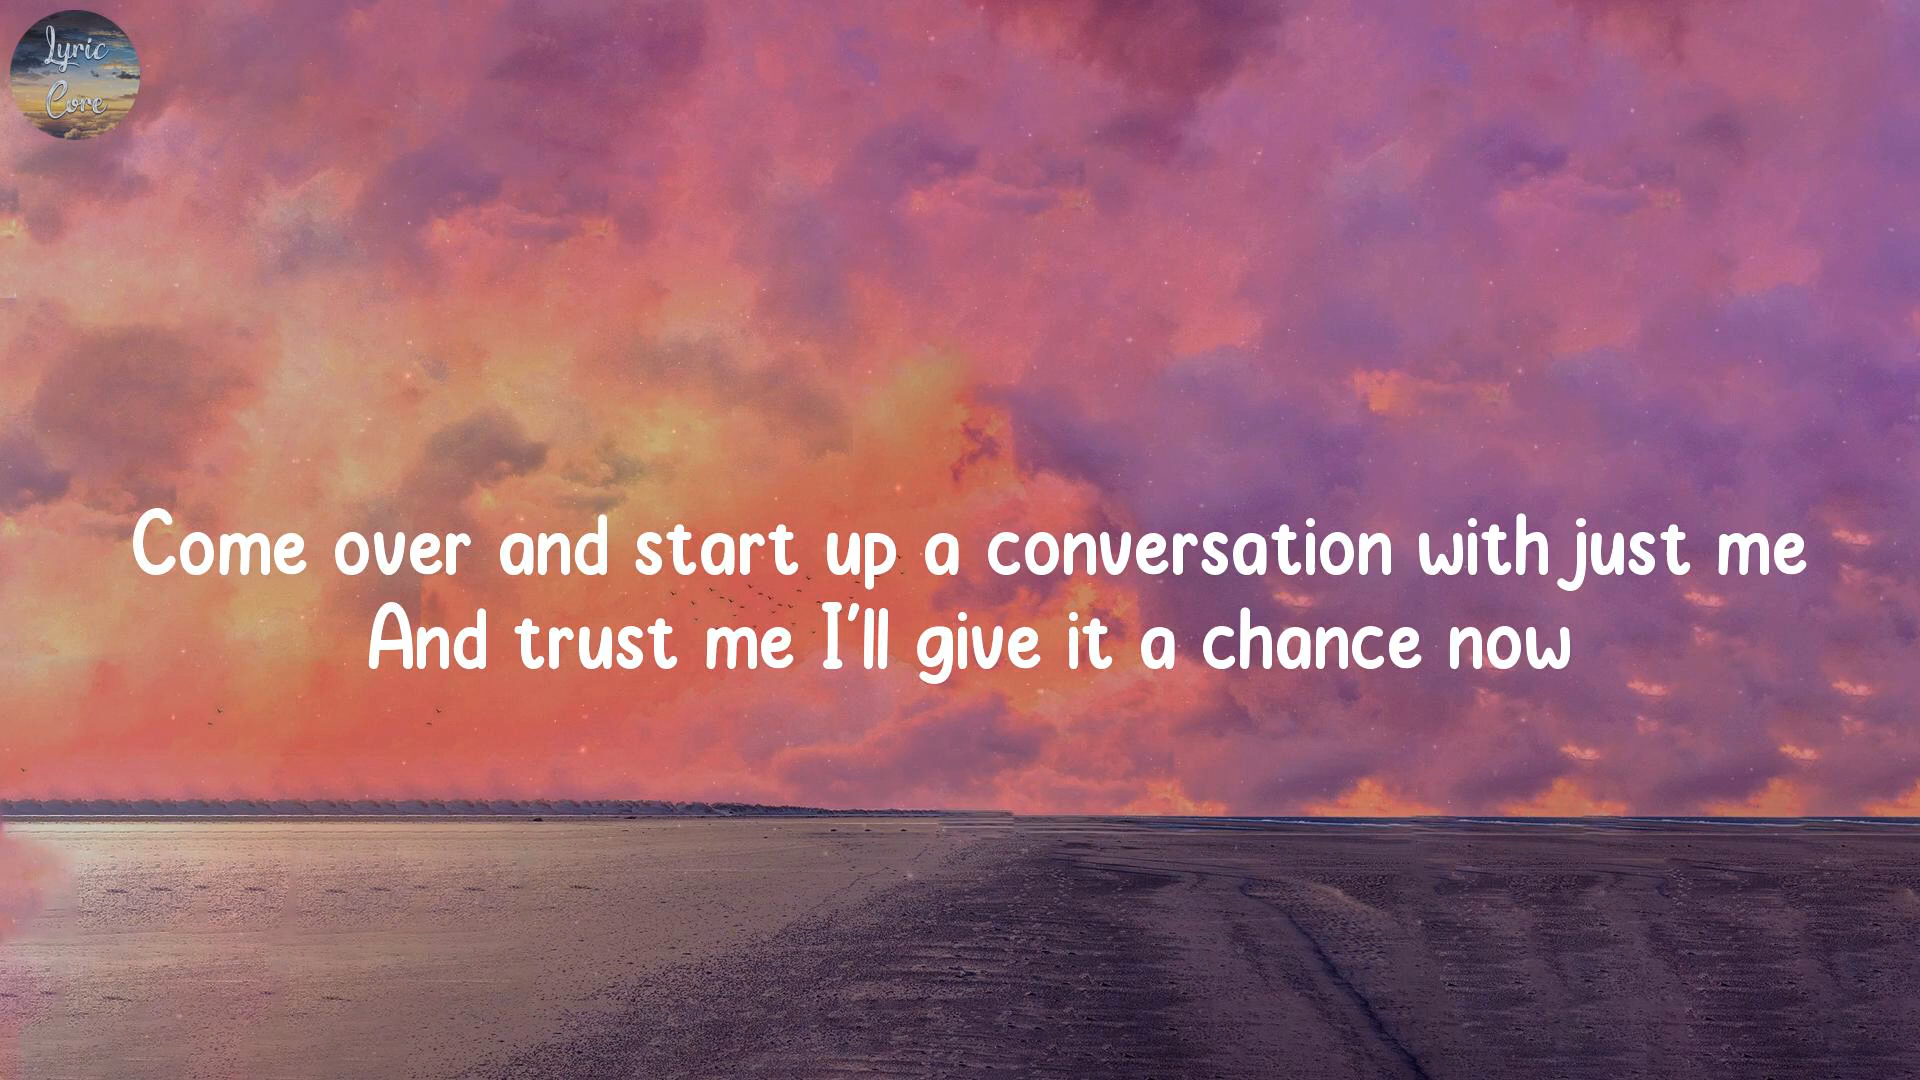 Lyric
Core
Come over and start up a conversation with just me
And trust me I'll give it a chance now